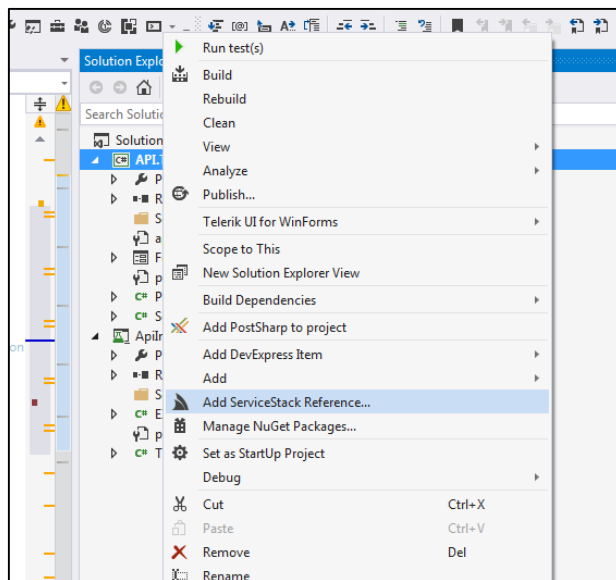 Solution Explo
Search Solutio
Solution
C# API.T
P
R
S
a
F
p
C# P
C# S
ApiIn
P
R
S
C# E
p
C# T
on
Run test(s)
Build
Rebuild
Clean
View
Analyze
Publish...
Telerik UI for WinForms
Scope to This
New Solution Explorer View
Build Dependencies
Add PostSharp to project
Add DevExpress Item
Add
Add ServiceStack Reference...
Manage NuGet Packages...
Set as StartUp Project
Debug
Cut Ctrl+X
Paste Ctrl+V
Remove Del
Rename